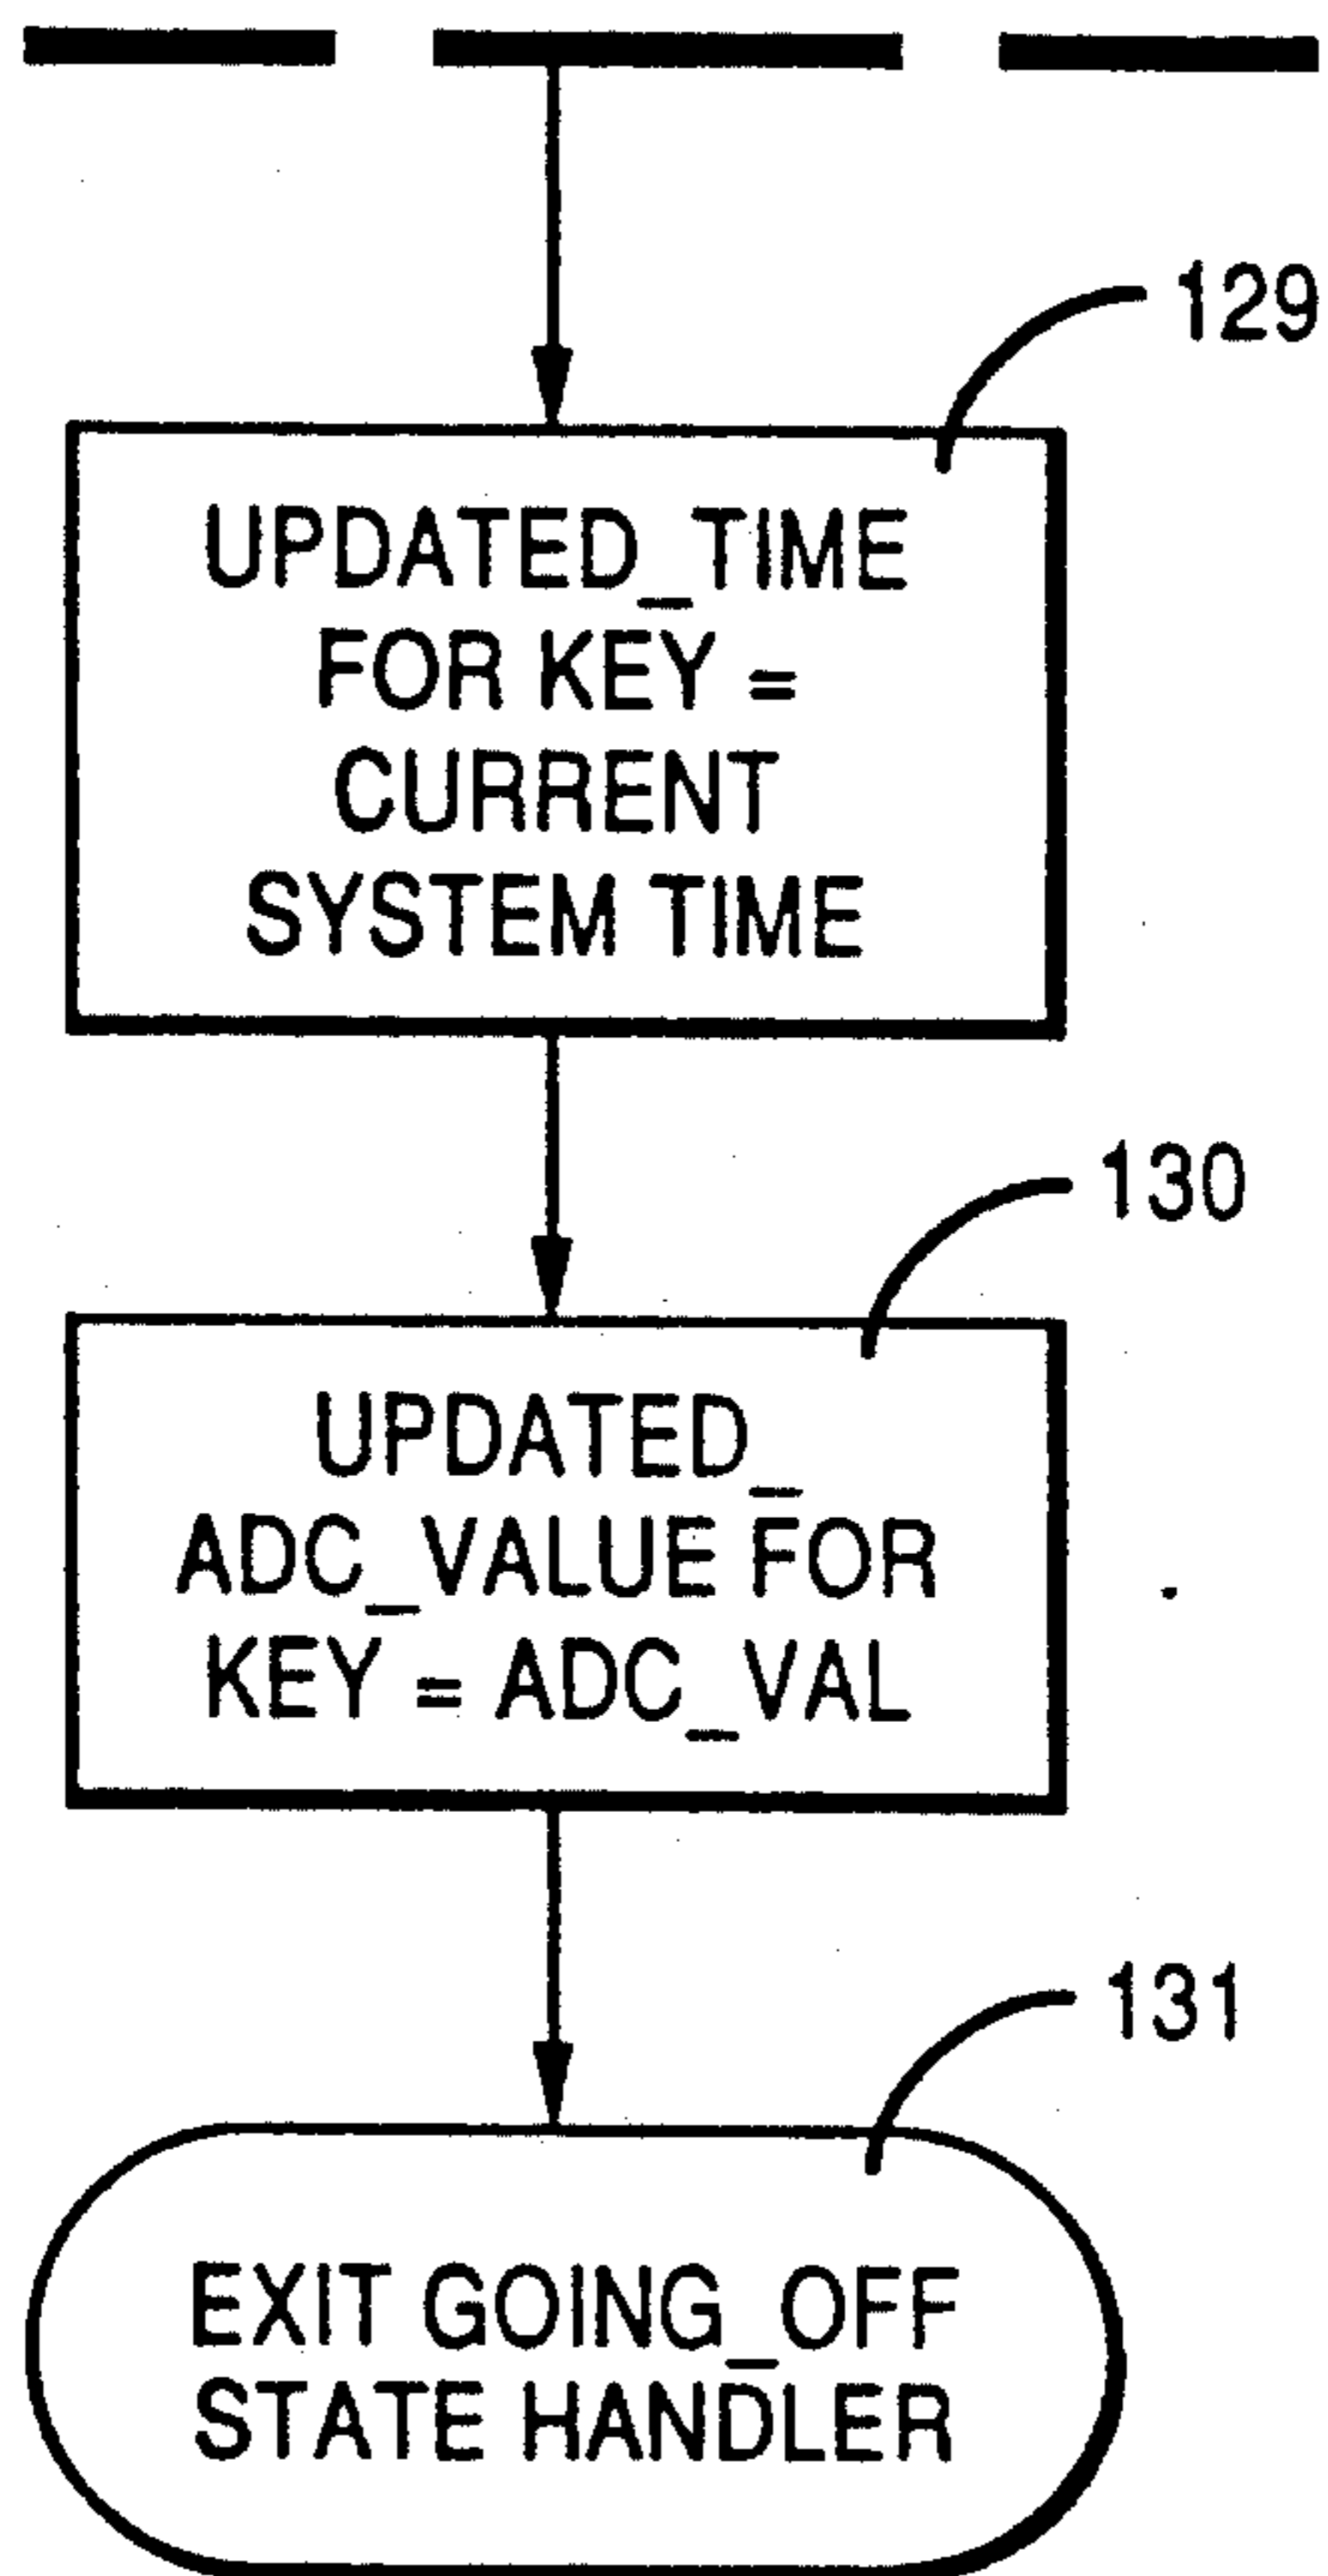 129
UPDATED_TIME
FOR KEY =
CURRENT
SYSTEM TIME
130
UPDATED_
ADC_VALUE FOR
KEY = ADC_VAL
131
EXIT GOING_OFF
STATE HANDLER